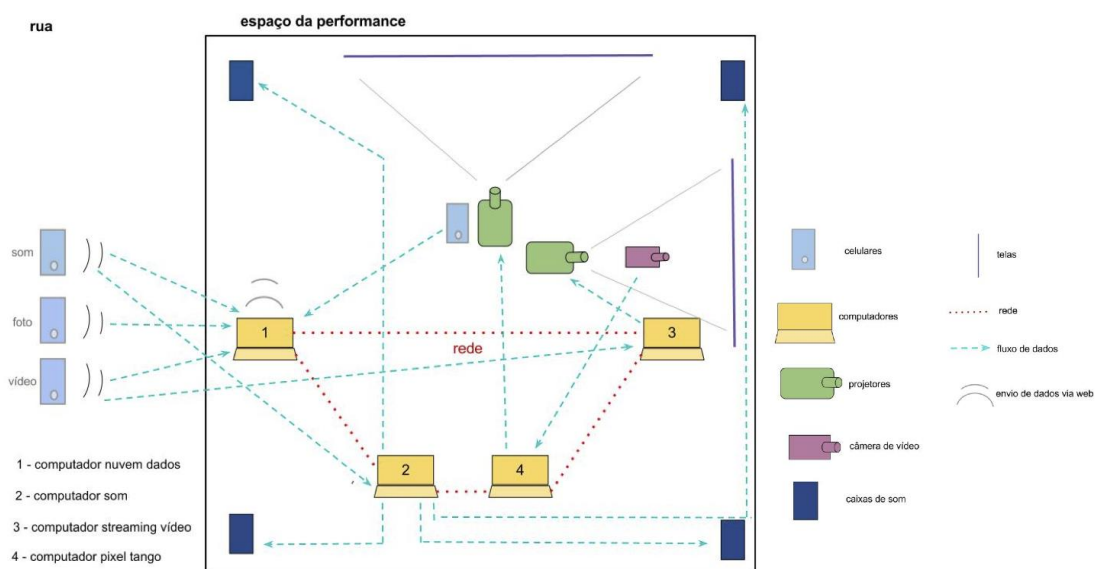 rua
espaço da performance
som
foto
vídeo
1
rede
3
2
4
1 - computador nuvem dados
2 - computador som
3 - computador streaming vídeo
4 - computador pixel tango
celulares
telas
computadores
rede
fluxo de dados
projetores
envio de dados via web
câmera de vídeo
caixas de som